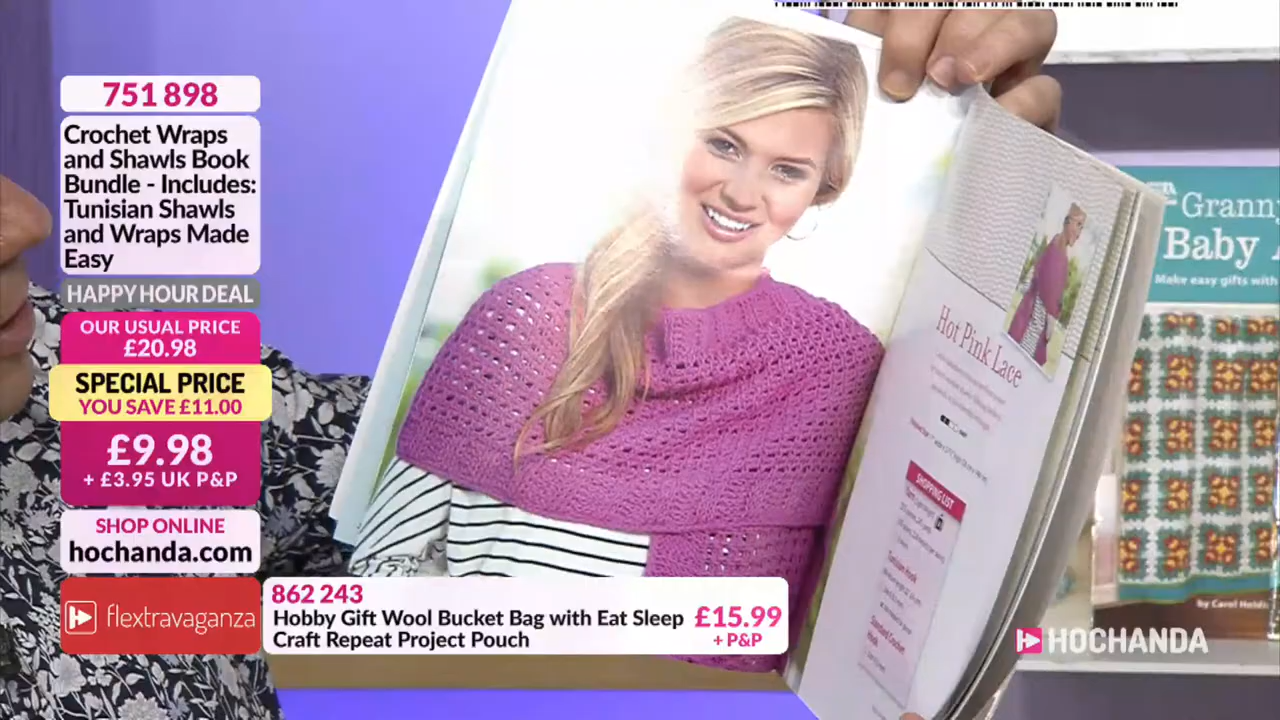 751 898
Crochet Wraps
and Shawls Book
Bundle - Includes:
Tunisian Shawls
and Wraps Made
Easy
HAPPY HOUR DEAL
OUR USUAL PRICE
£20.98
SPECIAL PRICE
YOU SAVE £11.00
£9.98
+ £3.95 UK P&P
SHOP ONLINE
hochanda.com
flextravaganza
862 243
Hobby Gift Wool Bucket Bag with Eat Sleep
Craft Repeat Project Pouch
£15.99
+ P&P
Hot Pink Lace
SHOPPING LIST
Granny
Baby
Make easy gifts with
by Carol
HOCHANDA